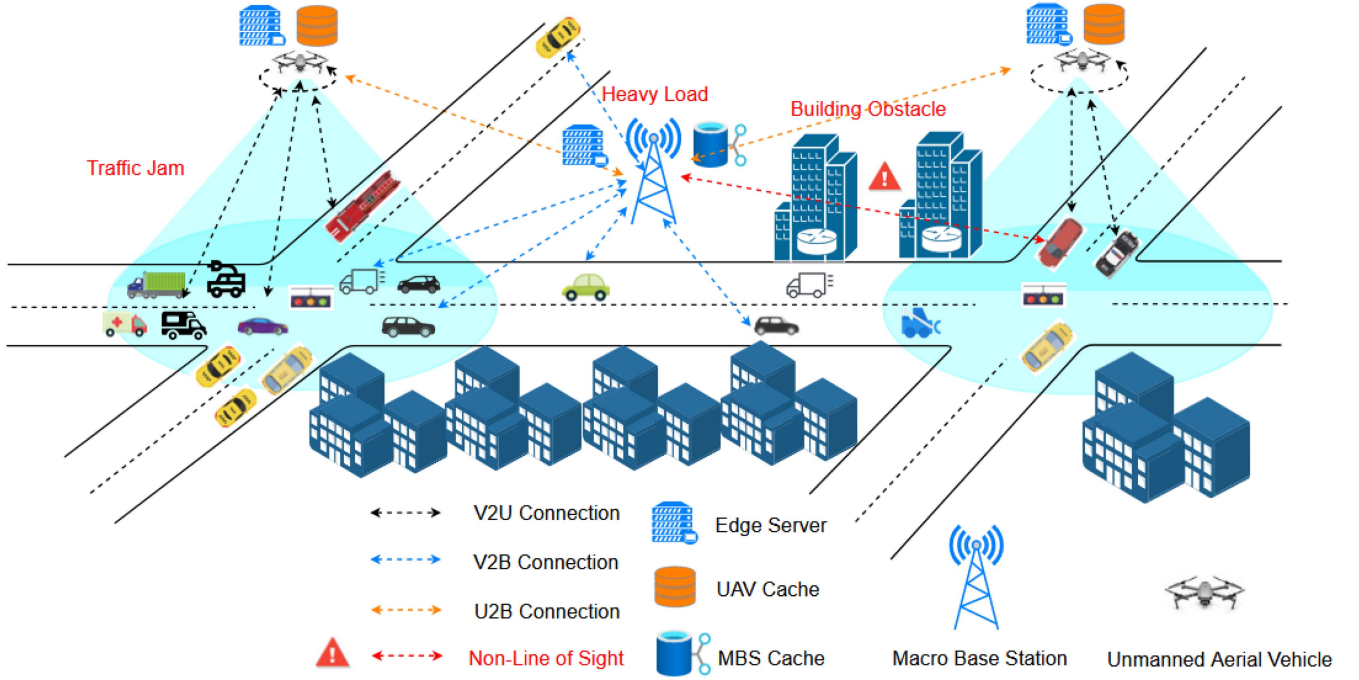 Heavy Load
Building Obstacle
Traffic Jam
V2U Connection
Edge Server
V2B Connection
UAV Cache
U2B Connection
Non-Line of Sight
MBS Cache
Macro Base Station
Unmanned Aerial Vehicle